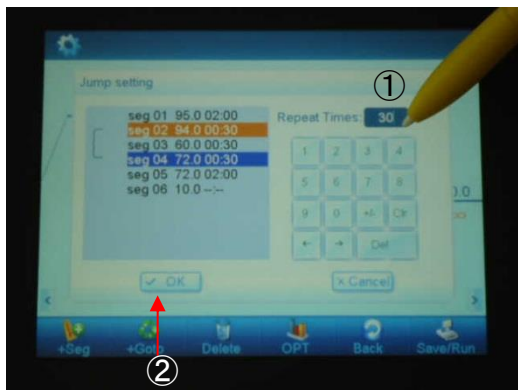 Jump setting
①
seg 01 95.0 02:00
seg 02 94.0 00:30
seg 03 60.0 00:30
seg 04 72.0 00:30
seg 05 72.0 02:00
seg 06 10.0 --:--
Repeat Times: 30
1 2 3 4
5 6 7 8
9 0 +/- Clr
← → Del
0.0
OK
× Cancel
+Seg +Goto Delete OPT Back Save/Run
②